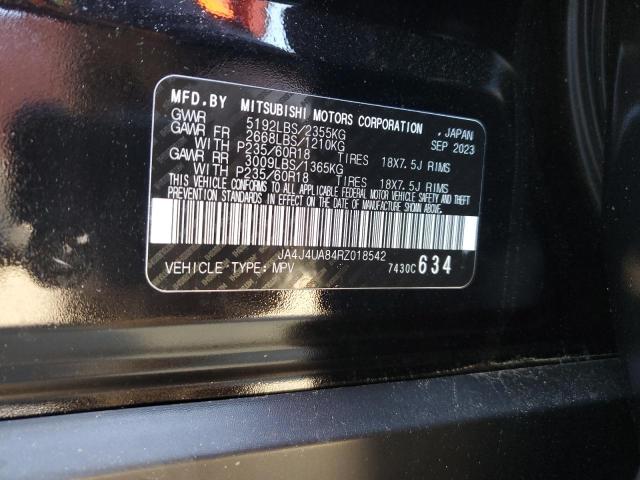 MFD.BY MITSUBISHI MOTORS CORPORATION , JAPAN
GVWR 5192LBS/2355KG SEP 2023
GAWR FR 2668LBS/1210KG
WITH P235/60R18 TIRES 18X7.5J RIMS
GAWR RR 3009LBS/1365KG
WITH P235/60R18 TIRES 18X7.5J RIMS
THIS VEHICLE CONFORMS TO ALL APPLICABLE FEDERAL MOTOR VEHICLE SAFETY AND THEFT
PREVENTION STANDARDS IN EFFECT ON THE DATE OF MANUFACTURE SHOWN ABOVE.
JA4J4UA84RZ018542
VEHICLE TYPE: MPV 7430C 634